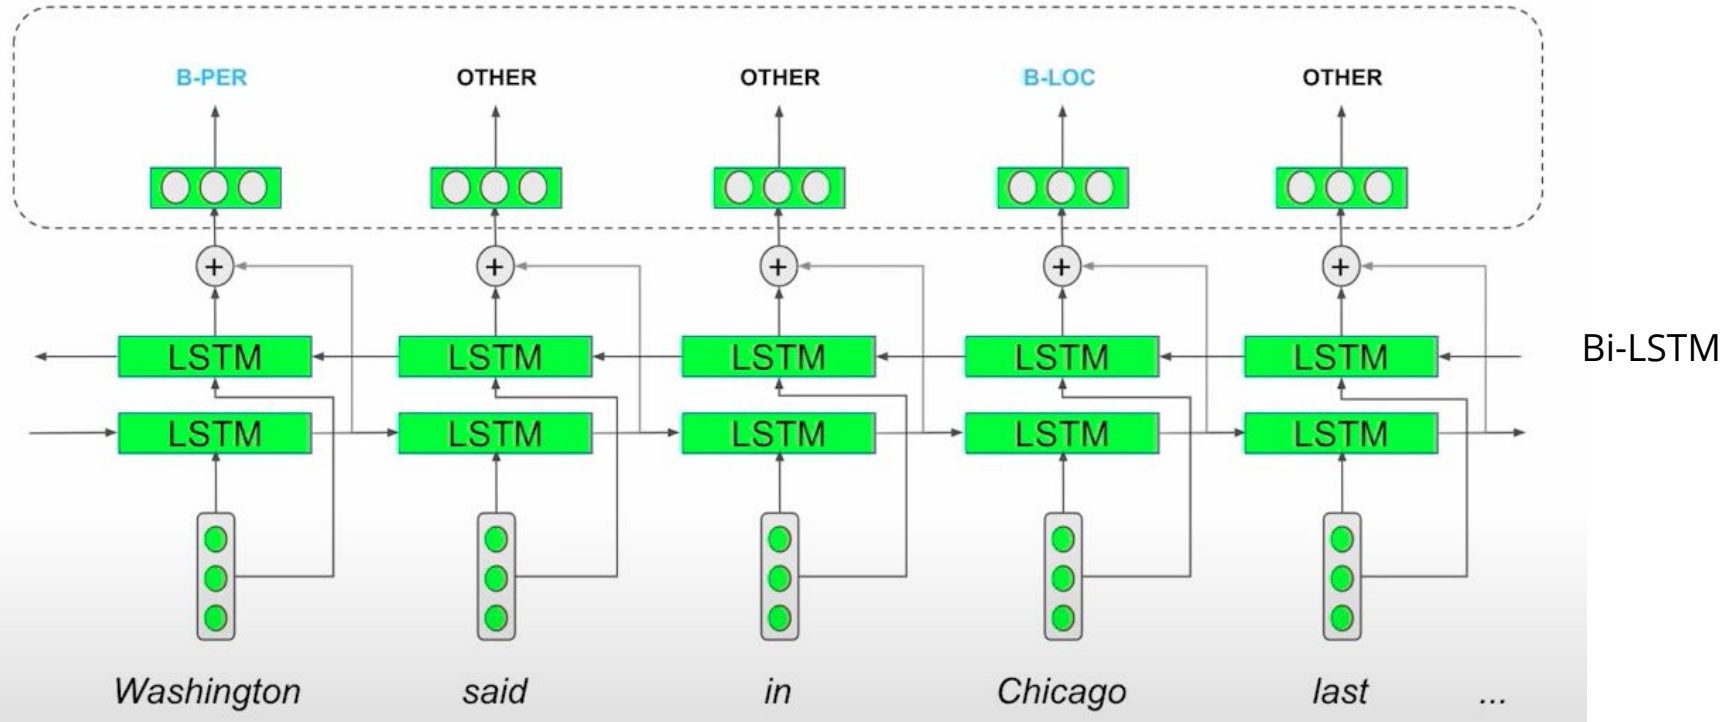 B-PER OTHER OTHER B-LOC OTHER
+ + + + +
LSTM LSTM LSTM LSTM LSTM
Bi-LSTM
LSTM LSTM LSTM LSTM LSTM
Washington said in Chicago last ...